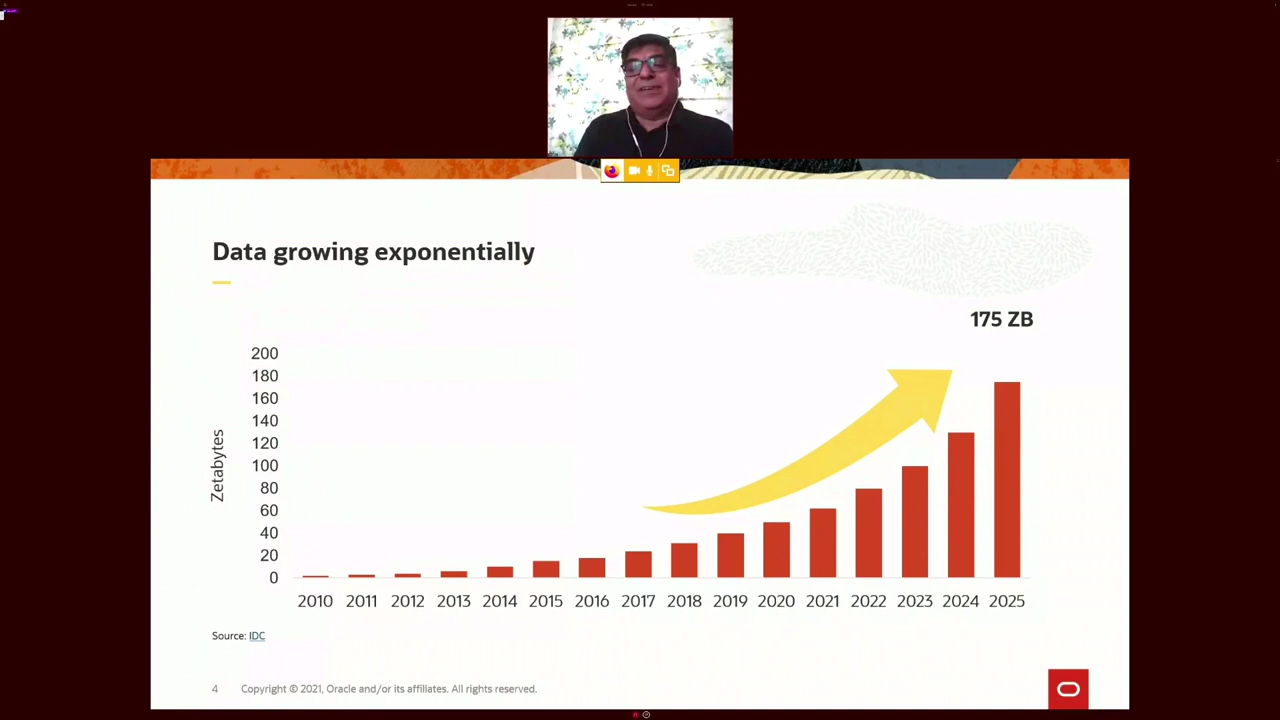 Data growing exponentially
175 ZB
Zetabytes
200
180
160
140
120
100
80
60
40
20
0
2010 2011 2012 2013 2014 2015 2016 2017 2018 2019 2020 2021 2022 2023 2024 2025
Source: IDC
4 Copyright © 2021, Oracle and/or its affiliates. All rights reserved.